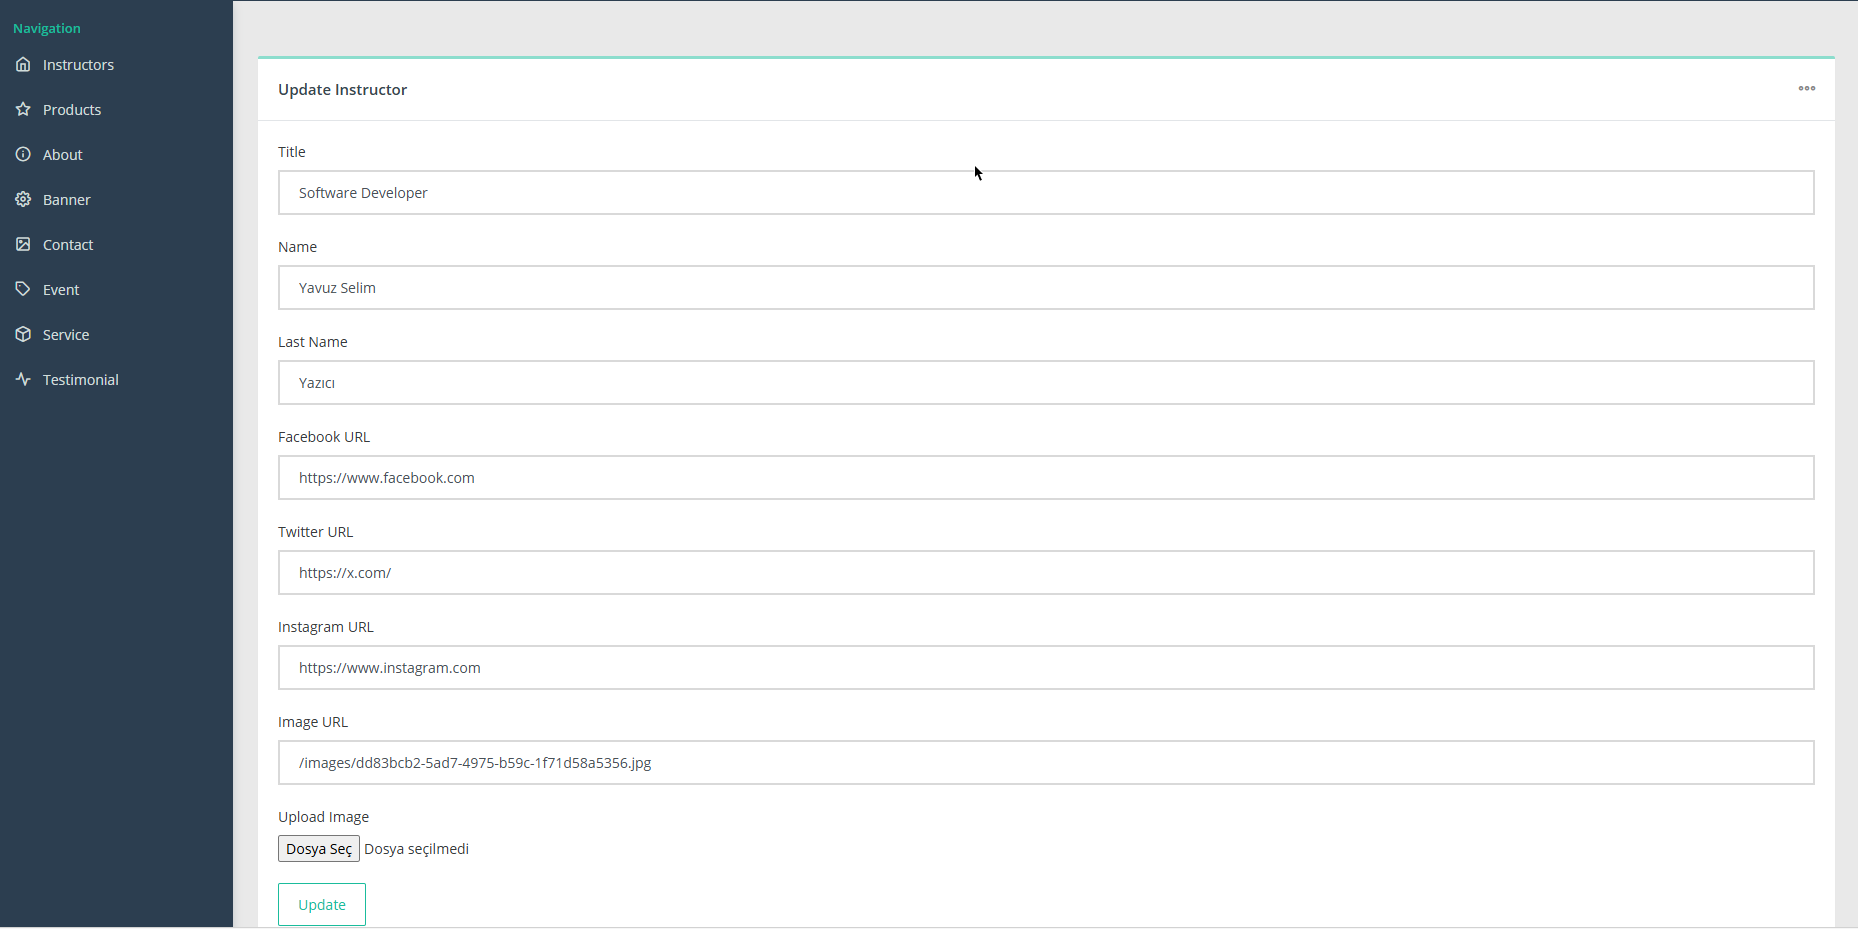 Navigation
Instructors
Products
About
Banner
Contact
Event
Service
Testimonial
Update Instructor
Title
Software Developer
Name
Yavuz Selim
Last Name
Yazıcı
Facebook URL
https://www.facebook.com
Twitter URL
https://x.com/
Instagram URL
https://www.instagram.com
Image URL
/images/dd83bcb2-5ad7-4975-b59c-1f71d58a5356.jpg
Upload Image
Dosya Seç Dosya seçilmedi
Update